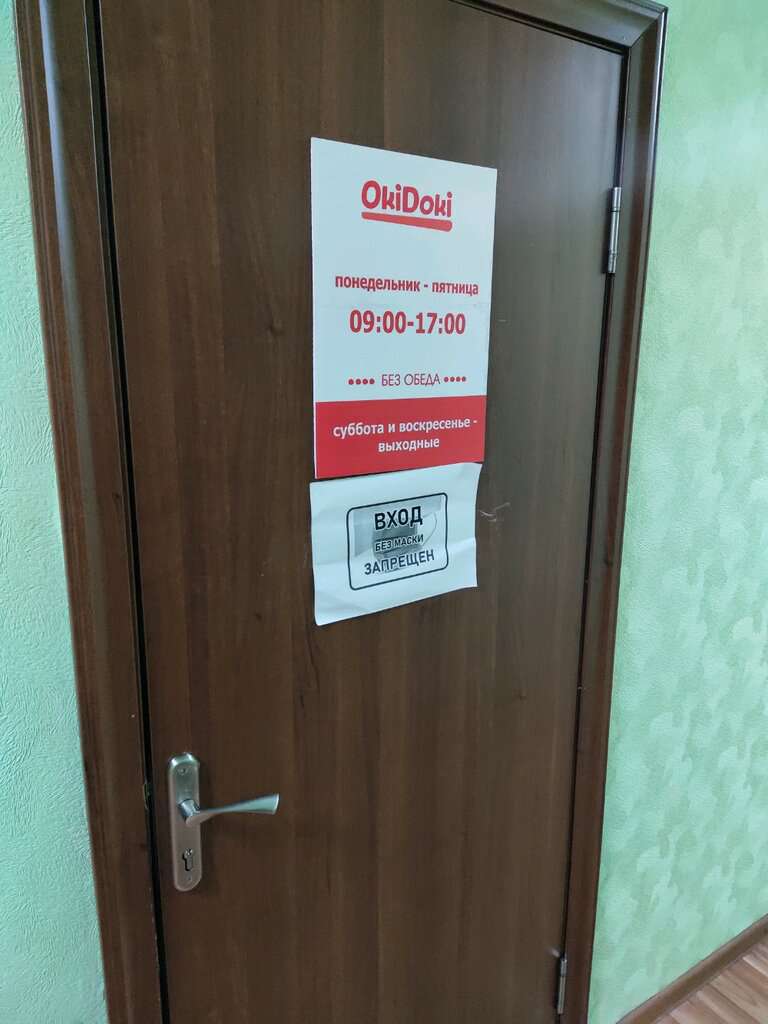 OkiDoki
понедельник - пятница
09:00-17:00
•••• БЕЗ ОБЕДА ••••
суббота и воскресенье -
выходные
ВХОД
БЕЗ МАСКИ
ЗАПРЕЩЕН